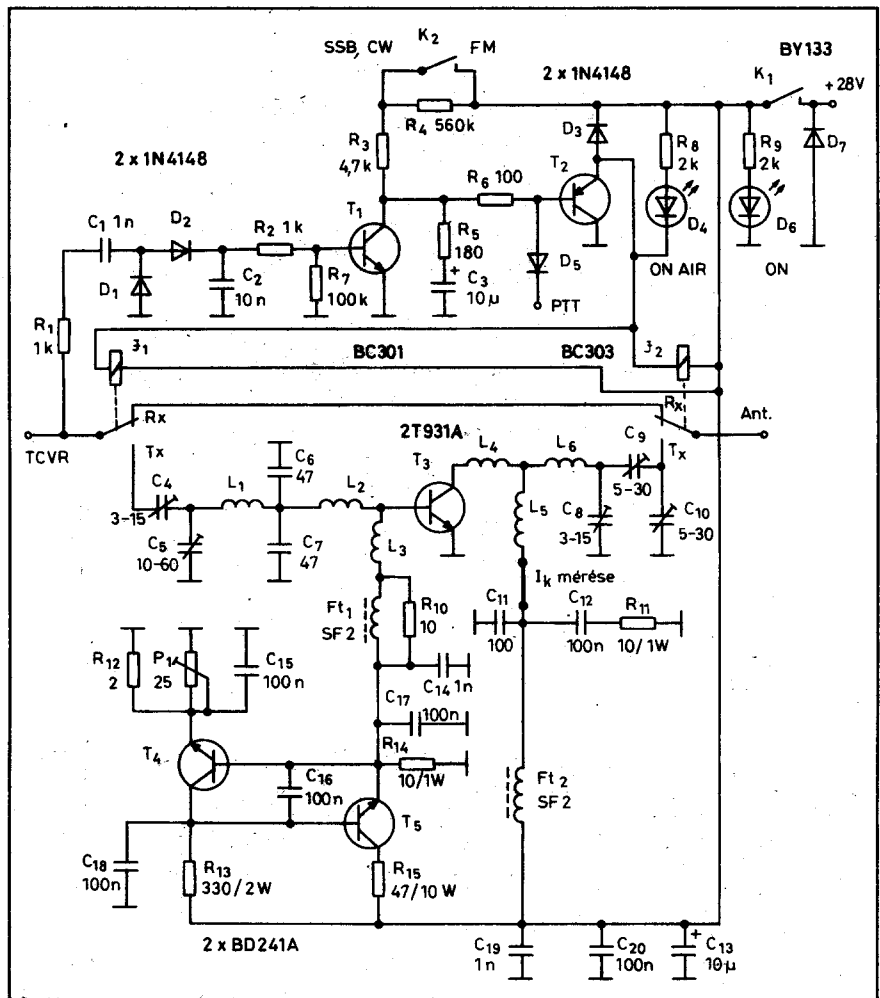 SSB, CW
K2
FM
2 x 1N4148
BY133
K1
+28V
R4 560k
R3
4,7k
D3
R8
2k
R9
2k
D7
2 x 1N4148
T1
R6 100
T2
C1 1n
D2
R2 1k
R5
180
D5
D4
D6
D1
C2
10n
R7
100k
C3
10µ
+
PTT
ON AIR
ON
R1
1k
J1
BC301
BC303
J2
Rx
Rx
Ant.
TCVR
Tx
2T931A
Tx
C4
3-15
L1
C6
47
L2
T3
L4
L6
C9
5-30
C5
10-60
C7
47
L3
L5
C8
3-15
C10
5-30
Ik mérése
Ft1
SF2
R10
10
C11
100
C12
100n
R11
10/1W
R12
2
P1
25
C15
100n
C14 1n
C17
100n
T4
R14
10/1W
C16
100n
Ft2
SF2
T5
C18
100n
R13
330/2W
R15
47/10 W
2 x BD241A
C19
1n
C20
100n
+
C13
10µ